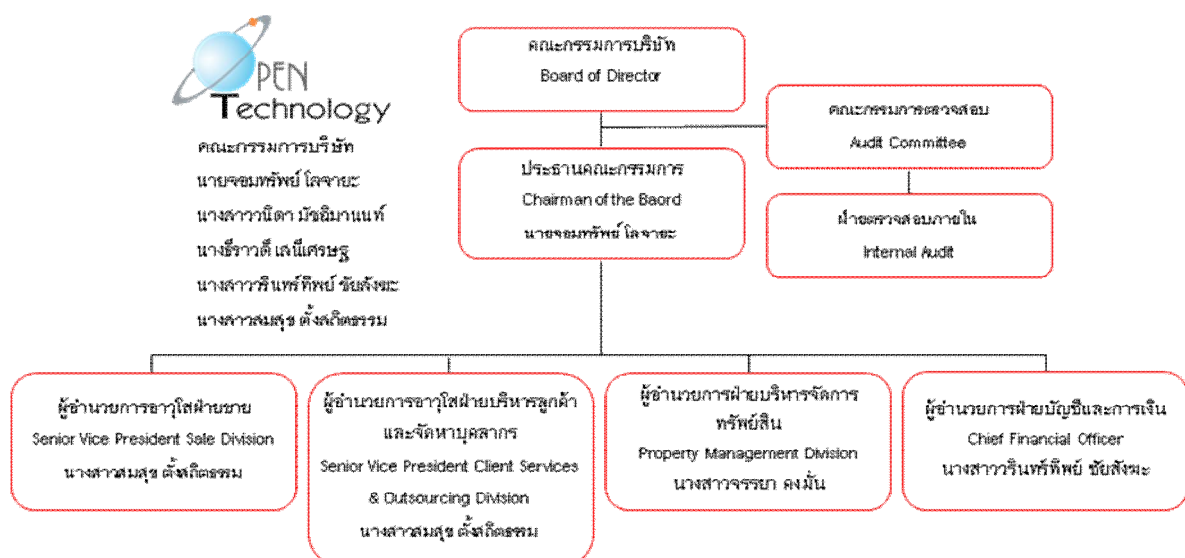 OPEN
Technology
คณะกรรมการบริษัท
นายจอมทรัพย์ โลจายะ
นางสาววนิดา มัชฌิมานนท์
นางธีราวดี เสนีเศรษฐ
นางสาววรินทร์ทิพย์ ชัยสังฆะ
นางสาวสมสุข ตั้งสถิตธรรม
คณะกรรมการบริษัท
Board of Director
คณะกรรมการตรวจสอบ
Audit Committee
ประธานคณะกรรมการ
Chairman of the Baord
นายจอมทรัพย์ โลจายะ
ฝ่ายตรวจสอบภายใน
Internal Audit
ผู้อำนวยการอาวุโสฝ่ายขาย
Senior Vice President Sale Division
นางสาวสมสุข ตั้งสถิตธรรม
ผู้อำนวยการอาวุโสฝ่ายบริหารลูกค้า
และจัดหาบุคลากร
Senior Vice President Client Services
& Outsourcing Division
นางสาวสมสุข ตั้งสถิตธรรม
ผู้อำนวยการฝ่ายบริหารจัดการ
ทรัพย์สิน
Property Management Division
นางสาวจรรยา คงมั่น
ผู้อำนวยการฝ่ายบัญชีและการเงิน
Chief Financial Officer
นางสาววรินทร์ทิพย์ ชัยสังฆะ